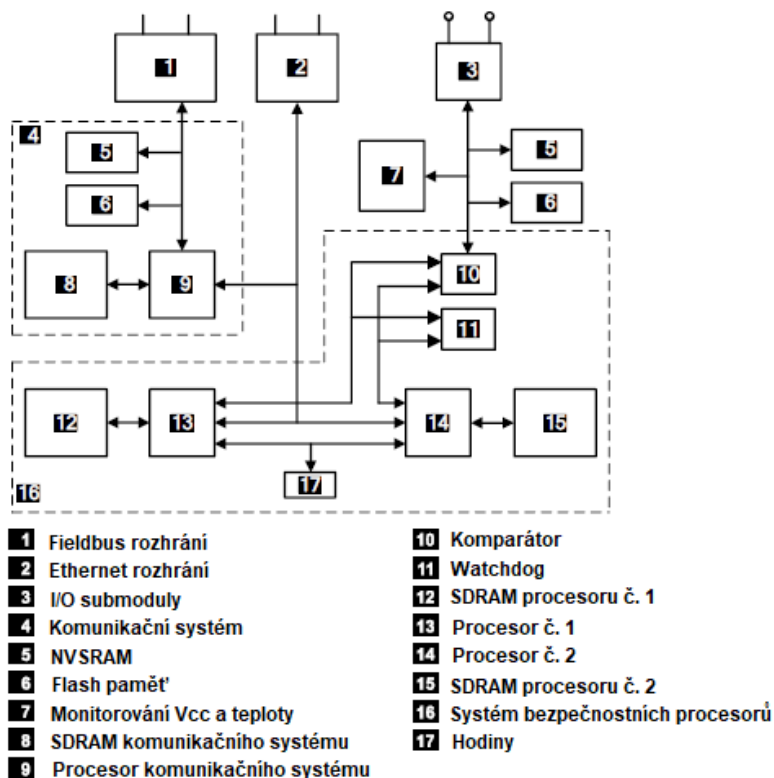 1 2 3
4
5 5
7
6 6
8 9 10
11
12 13 14 15
17
16
1 Fieldbus rozhrání
2 Ethernet rozhrání
3 I/O submoduly
4 Komunikační systém
5 NVSRAM
6 Flash paměť
7 Monitorování Vcc a teploty
8 SDRAM komunikačního systému
9 Procesor komunikačního systému
10 Komparátor
11 Watchdog
12 SDRAM procesoru č. 1
13 Procesor č. 1
14 Procesor č. 2
15 SDRAM procesoru č. 2
16 Systém bezpečnostních procesorů
17 Hodiny